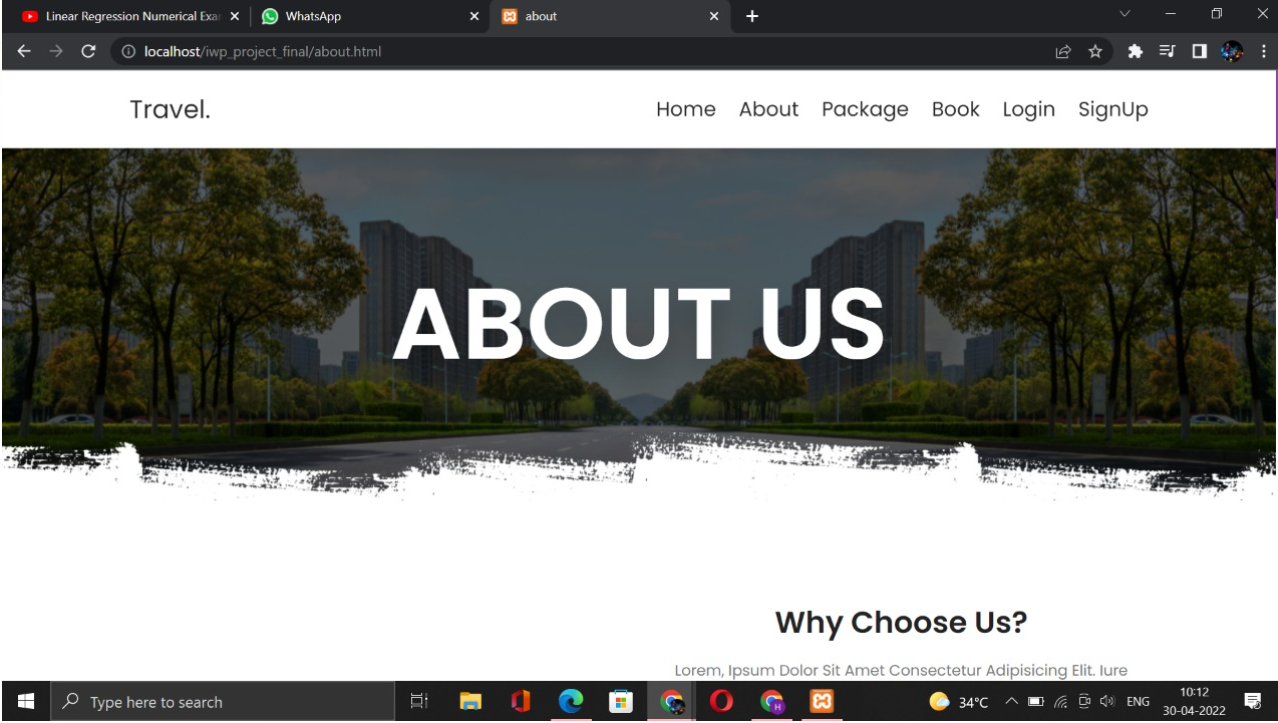 Linear Regression Numerical Exa
WhatsApp
about
localhost/iwp_project_final/about.html
Travel.
Home About Package Book Login SignUp
ABOUT US
Why Choose Us?
Lorem, Ipsum Dolor Sit Amet Consectetur Adipisicing Elit. Iure
Type here to search
34°C
ENG
10:12
30-04-2022